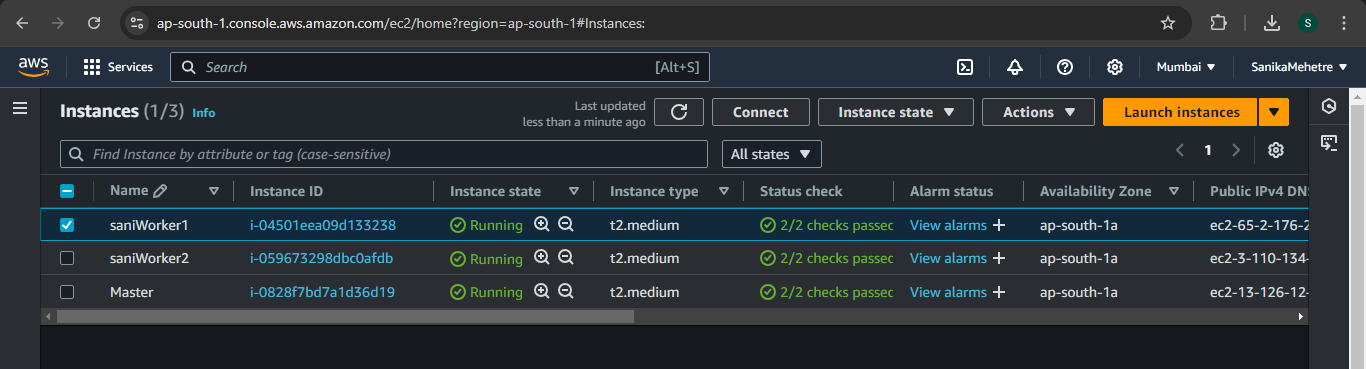 ap-south-1.console.aws.amazon.com/ec2/home?region=ap-south-1#Instances:
S
aws Services Search [Alt+S] Mumbai SanikaMehetre
Instances (1/3) Info Last updated less than a minute ago Connect Instance state Actions Launch instances
Find Instance by attribute or tag (case-sensitive) All states 1
Name Instance ID Instance state Instance type Status check Alarm status Availability Zone Public IPv4 DNS
saniWorker1 i-04501eea09d133238 Running t2.medium 2/2 checks passec View alarms + ap-south-1a ec2-65-2-176-2
saniWorker2 i-059673298dbc0afdb Running t2.medium 2/2 checks passec View alarms + ap-south-1a ec2-3-110-134-
Master i-0828f7bd7a1d36d19 Running t2.medium 2/2 checks passec View alarms + ap-south-1a ec2-13-126-12-